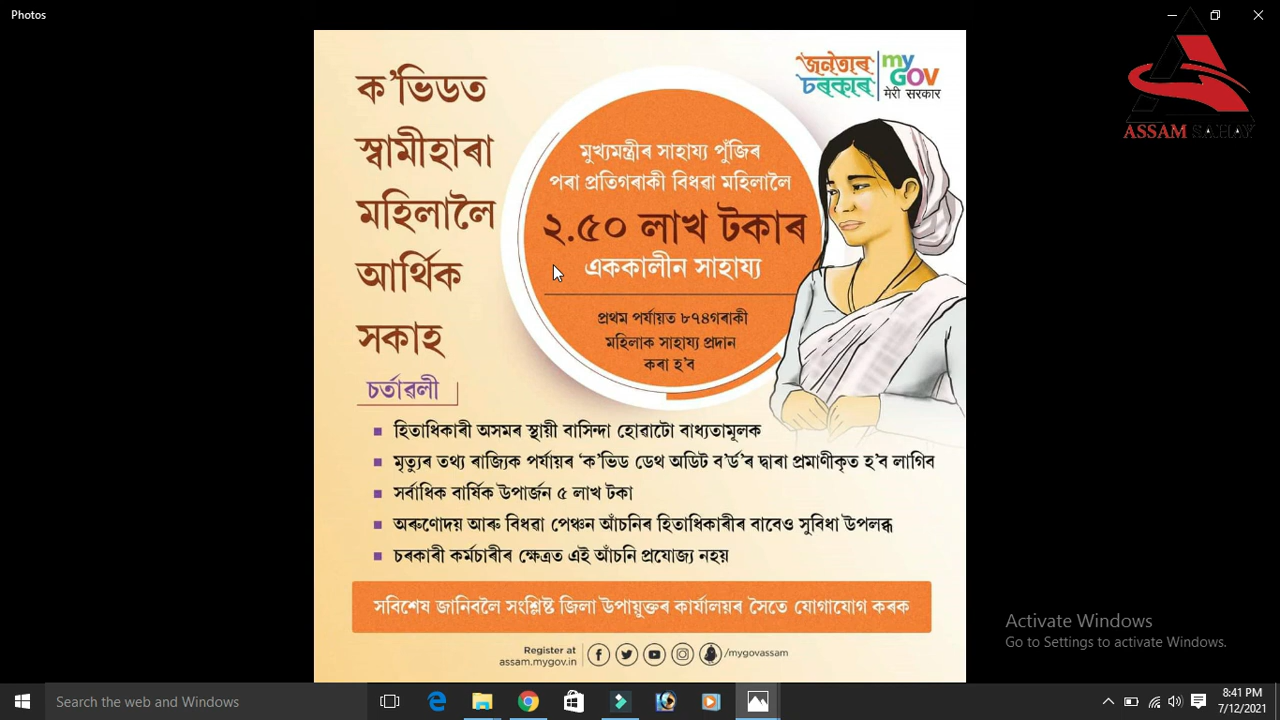 Photos
ASSAM SAHAY
ক'ভিডত
স্বামীহাৰা
মহিলালৈ
আৰ্থিক
সকাহ
জনতাৰ
চৰকাৰ
my
GOV
मेरी सरकार
মুখ্যমন্ত্ৰীৰ সাহায্য পুঁজিৰ
পৰা প্ৰতিগৰাকী বিধৱা মহিলালৈ
২.৫০ লাখ টকাৰ
এককালীন সাহায্য
প্ৰথম পৰ্যায়ত ৮৭৪গৰাকী
মহিলাক সাহায্য প্ৰদান
কৰা হ'ব
চৰ্তাৱলী
হিতাধিকাৰী অসমৰ স্থায়ী বাসিন্দা হোৱাটো বাধ্যতামূলক
মৃত্যুৰ তথ্য ৰাজ্যিক পৰ্যায়ৰ 'ক'ভিড ডেথ অডিট ব'ৰ্ড'ৰ দ্বাৰা প্ৰমাণীকৃত হ'ব লাগিব
সৰ্বাধিক বাৰ্ষিক উপাৰ্জন ৫ লাখ টকা
অৰুণোদয় আৰু বিধৱা পেঞ্চন আঁচনিৰ হিতাধিকাৰীৰ বাবেও সুবিধা উপলব্ধ
চৰকাৰী কৰ্মচাৰীৰ ক্ষেত্ৰত এই আঁচনি প্ৰযোজ্য নহয়
সবিশেষ জানিবলৈ সংশ্লিষ্ট জিলা উপায়ুক্তৰ কাৰ্যালয়ৰ সৈতে যোগাযোগ কৰক
Register at
assam.mygov.in
/mygovassam
Activate Windows
Go to Settings to activate Windows.
Search the web and Windows
8:41 PM
7/12/2021